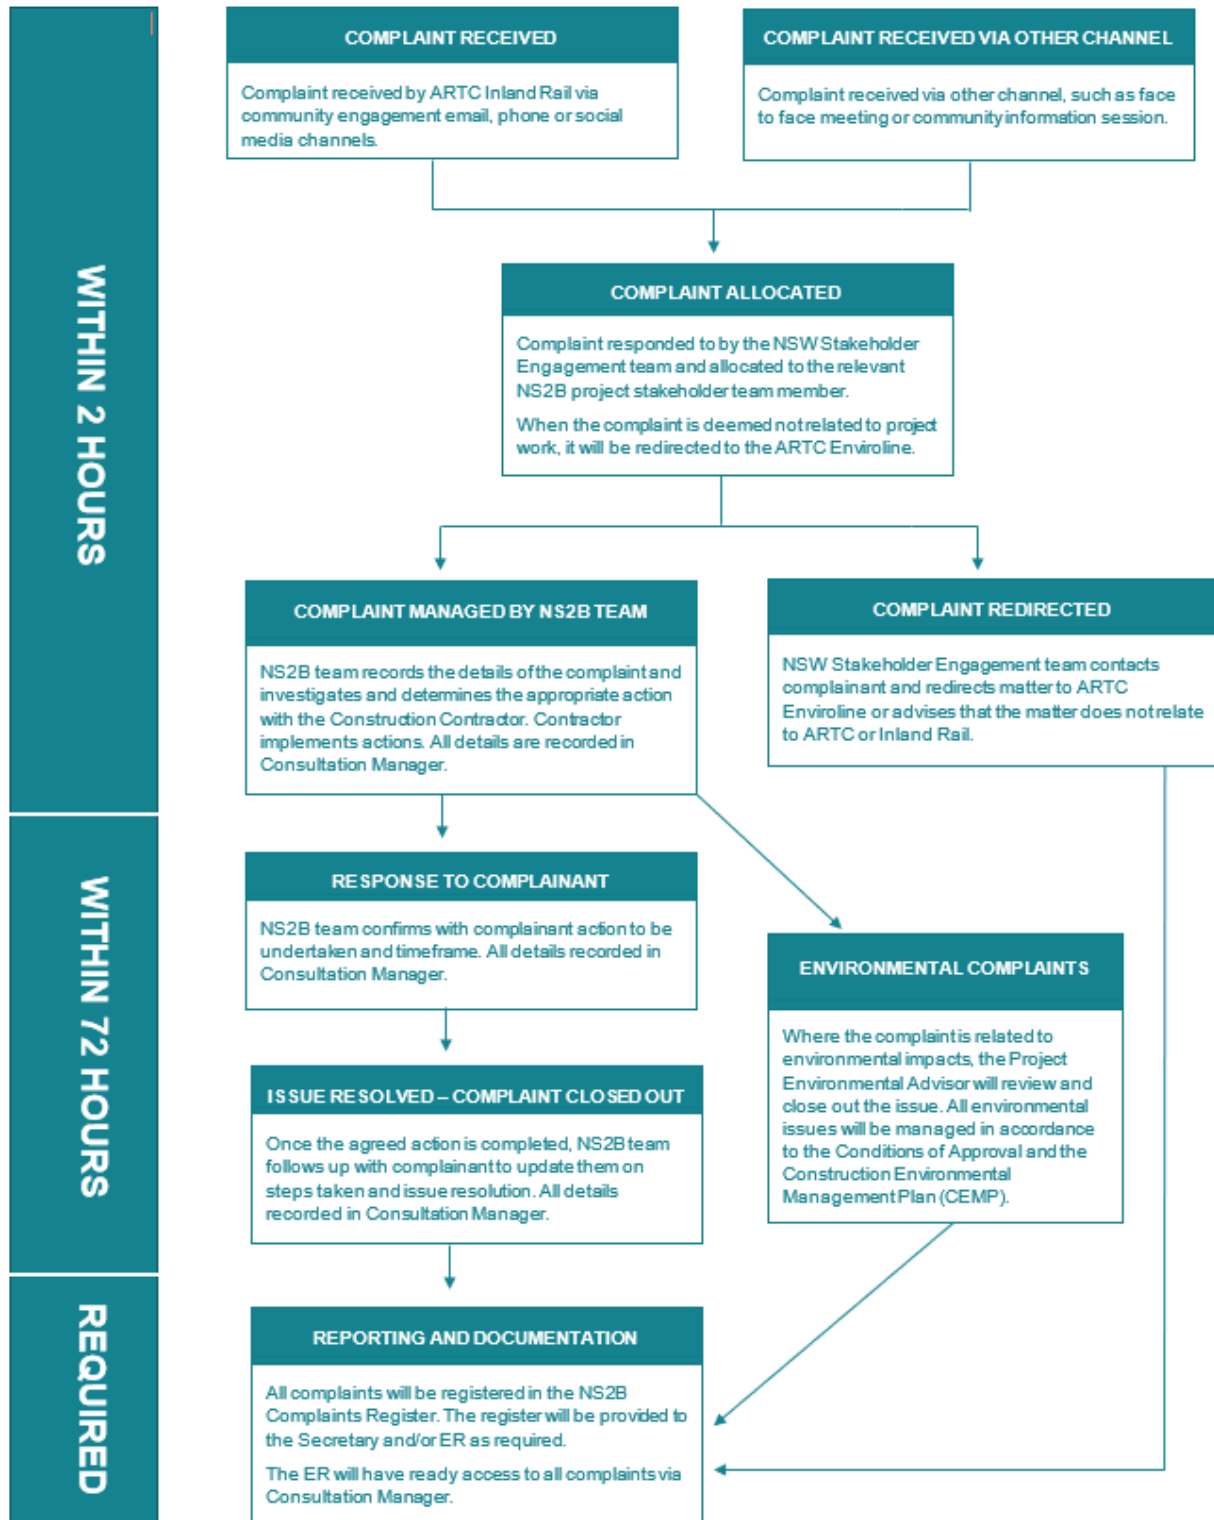 WITHIN 2 HOURS
COMPLAINT RECEIVED
Complaint received by ARTC Inland Rail via
community engagement email, phone or social
media channels.
COMPLAINT RECEIVED VIA OTHER CHANNEL
Complaint received via other channel, such as face
to face meeting or community information session.
COMPLAINT ALLOCATED
Complaint responded to by the NSW Stakeholder
Engagement team and allocated to the relevant
NS2B project stakeholder team member.
When the complaint is deemed not related to project
work, it will be redirected to the ARTC Enviroline.
COMPLAINT MANAGED BY NS2B TEAM
NS2B team records the details of the complaint and
investigates and determines the appropriate action
with the Construction Contractor. Contractor
implements actions. All details are recorded in
Consultation Manager.
COMPLAINT REDIRECTED
NSW Stakeholder Engagement team contacts
complainant and redirects matter to ARTC
Enviroline or advises that the matter does not relate
to ARTC or Inland Rail.
WITHIN 72 HOURS
RESPONSE TO COMPLAINANT
NS2B team confirms with complainant action to be
undertaken and timeframe. All details recorded in
Consultation Manager.
ENVIRONMENTAL COMPLAINTS
Where the complaint is related to
environmental impacts, the Project
Environmental Advisor will review and
close out the issue. All environmental
issues will be managed in accordance
to the Conditions of Approval and the
Construction Environmental
Management Plan (CEMP).
ISSUE RESOLVED – COMPLAINT CLOSED OUT
Once the agreed action is completed, NS2B team
follows up with complainant to update them on
steps taken and issue resolution. All details
recorded in Consultation Manager.
REQUIRED
REPORTING AND DOCUMENTATION
All complaints will be registered in the NS2B
Complaints Register. The register will be provided to
the Secretary and/or ER as required.
The ER will have ready access to all complaints via
Consultation Manager.